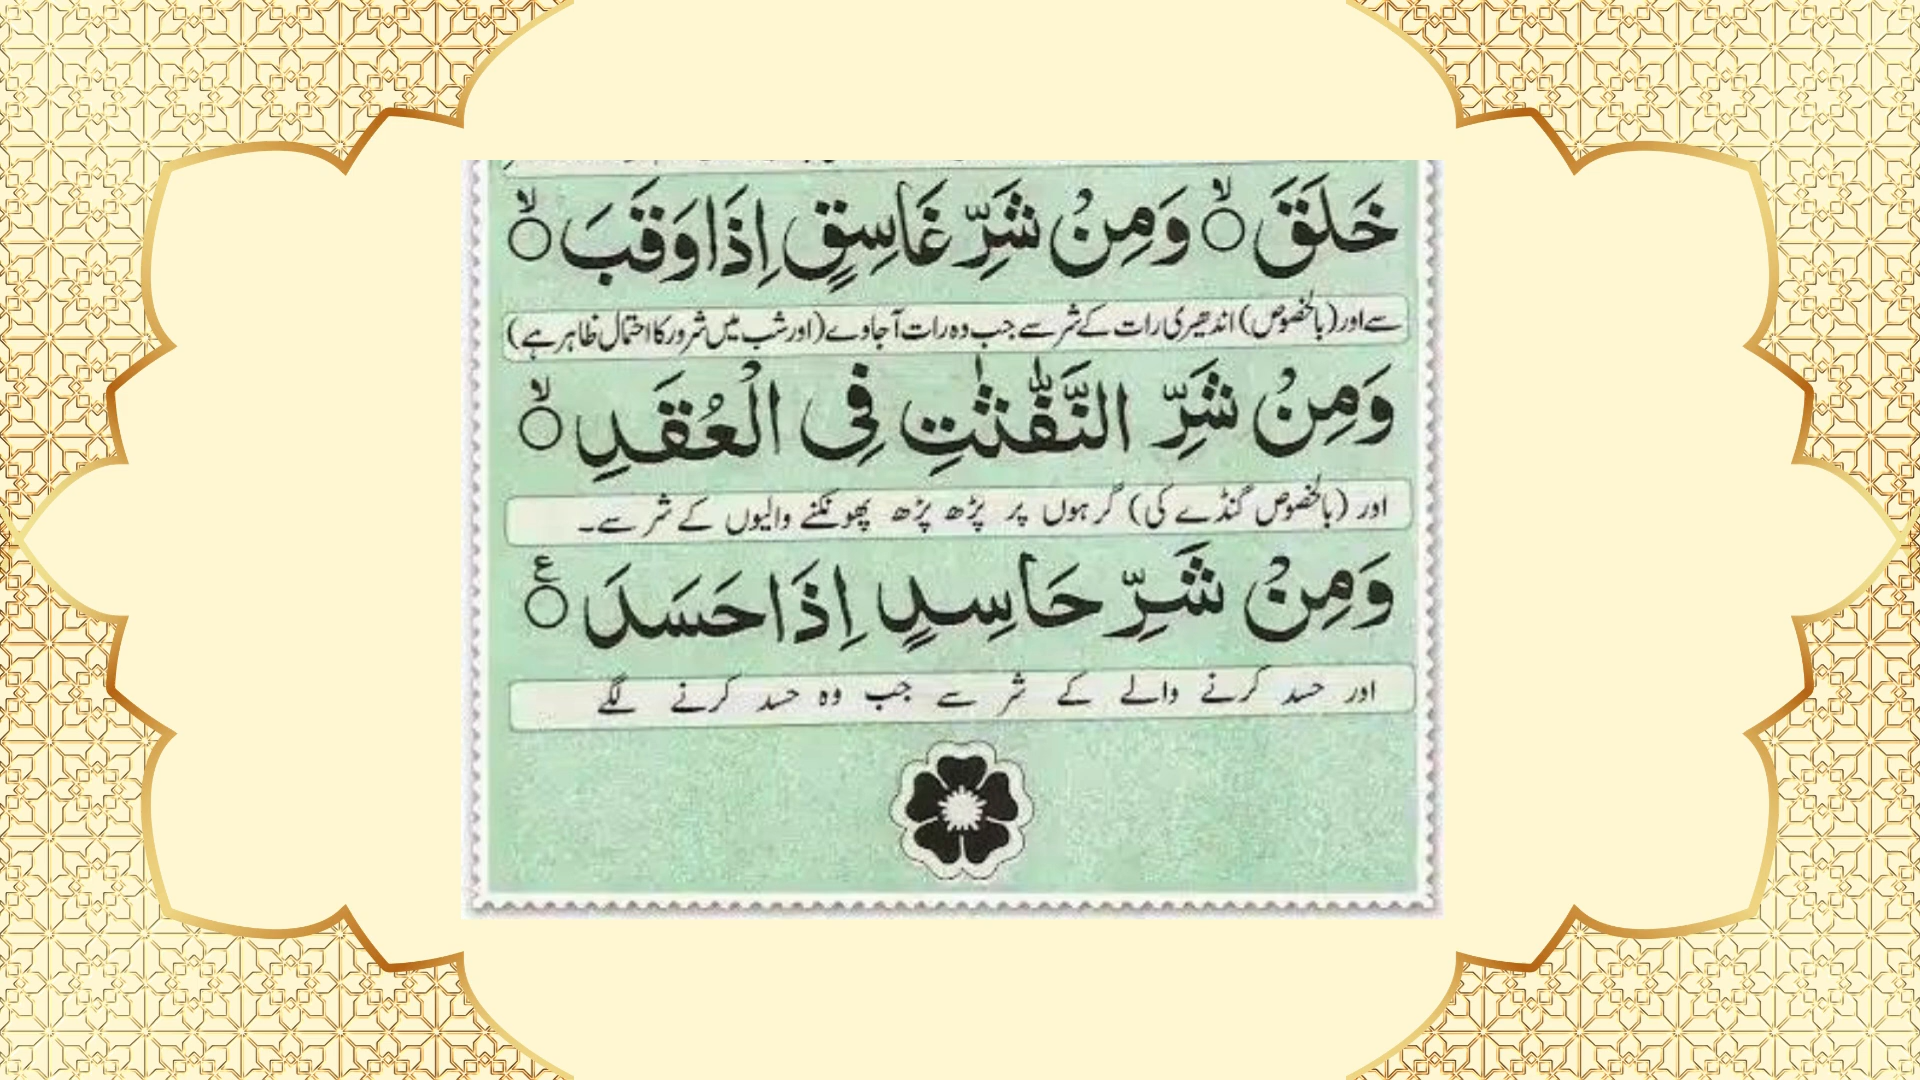 خَلَقَ ۙ وَمِنْ شَرِّ غَاسِقٍ اِذَا وَقَبَ ۙ
سے اور (بالخصوص) اندھیری رات کے شر سے جب وہ رات آجاوے (اور شب میں شرور کا احتمال ظاہر ہے)
وَمِنْ شَرِّ النَّفّٰثٰتِ فِی الْعُقَدِ ۙ
اور (بالخصوص گنڈے کی) گرہوں پر پڑھ پڑھ پھونکنے والیوں کے شر سے۔
وَمِنْ شَرِّ حَاسِدٍ اِذَا حَسَدَ ع
اور حسد کرنے والے کے شر سے جب وہ حسد کرنے لگے